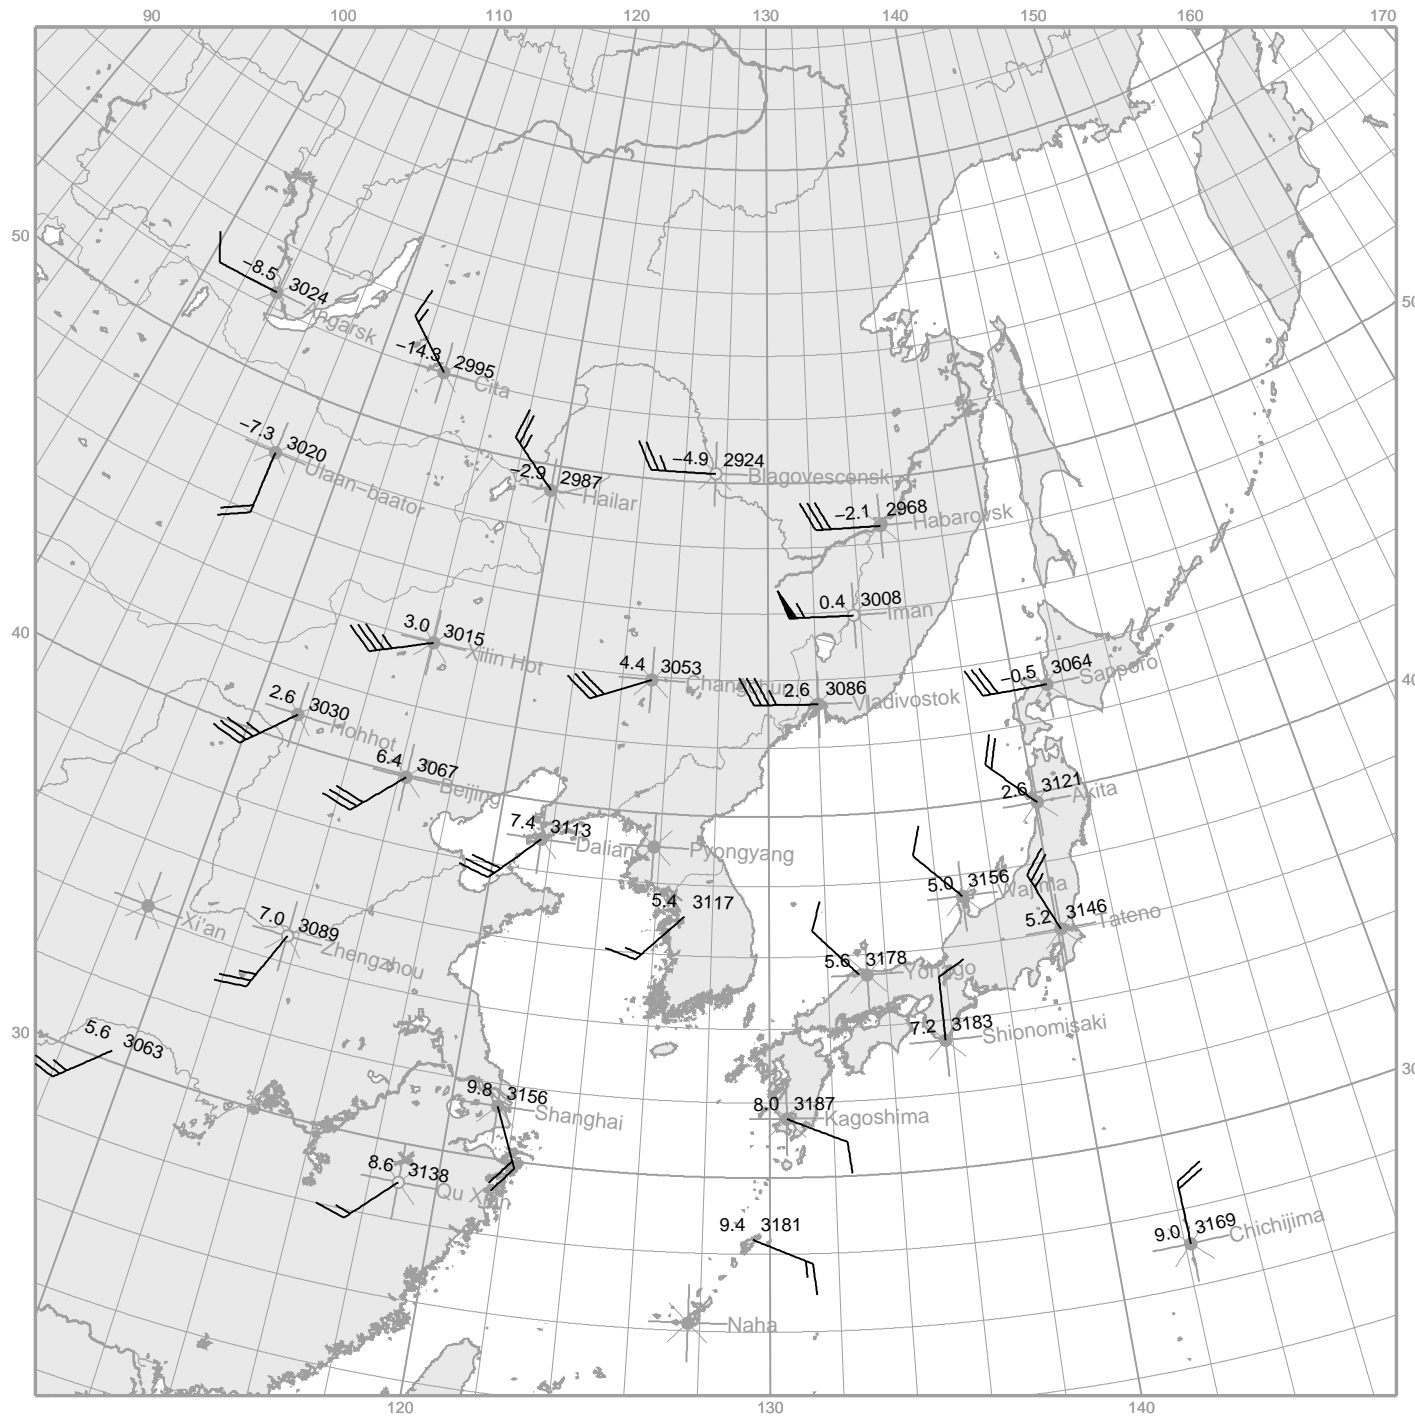 90 100 110 120 130 140 150 160 170
50
−8.5 3024
Angarsk
50
−14.3 2995
Cita
−7.3 3020
Ulaan−baator
−2.9 2987
Hailar
−4.9 2924
Blagovescensk
−2.1 2968
Habarovsk
0.4 3008
Iman
40
3.0 3015
Xilin Hot
4.4 3053
Changchun
2.6 3086
Vladivostok
−0.5 3064
Sapporo
40
2.6 3030
Hohhot
6.4 3067
Beijing
2.6 3121
Akita
7.4 3113
Dalian
Pyongyang
5.0 3156
Wajima
5.4 3117
5.2 3146
Tateno
Xi'an
7.0 3089
Zhengzhou
5.6 3178
Yonago
7.2 3183
Shionomisaki
30
5.6 3063
30
9.8 3156
Shanghai
8.0 3187
Kagoshima
8.6 3138
Qu Xian
9.4 3181
9.0 3169
Chichijima
Naha
120 130 140